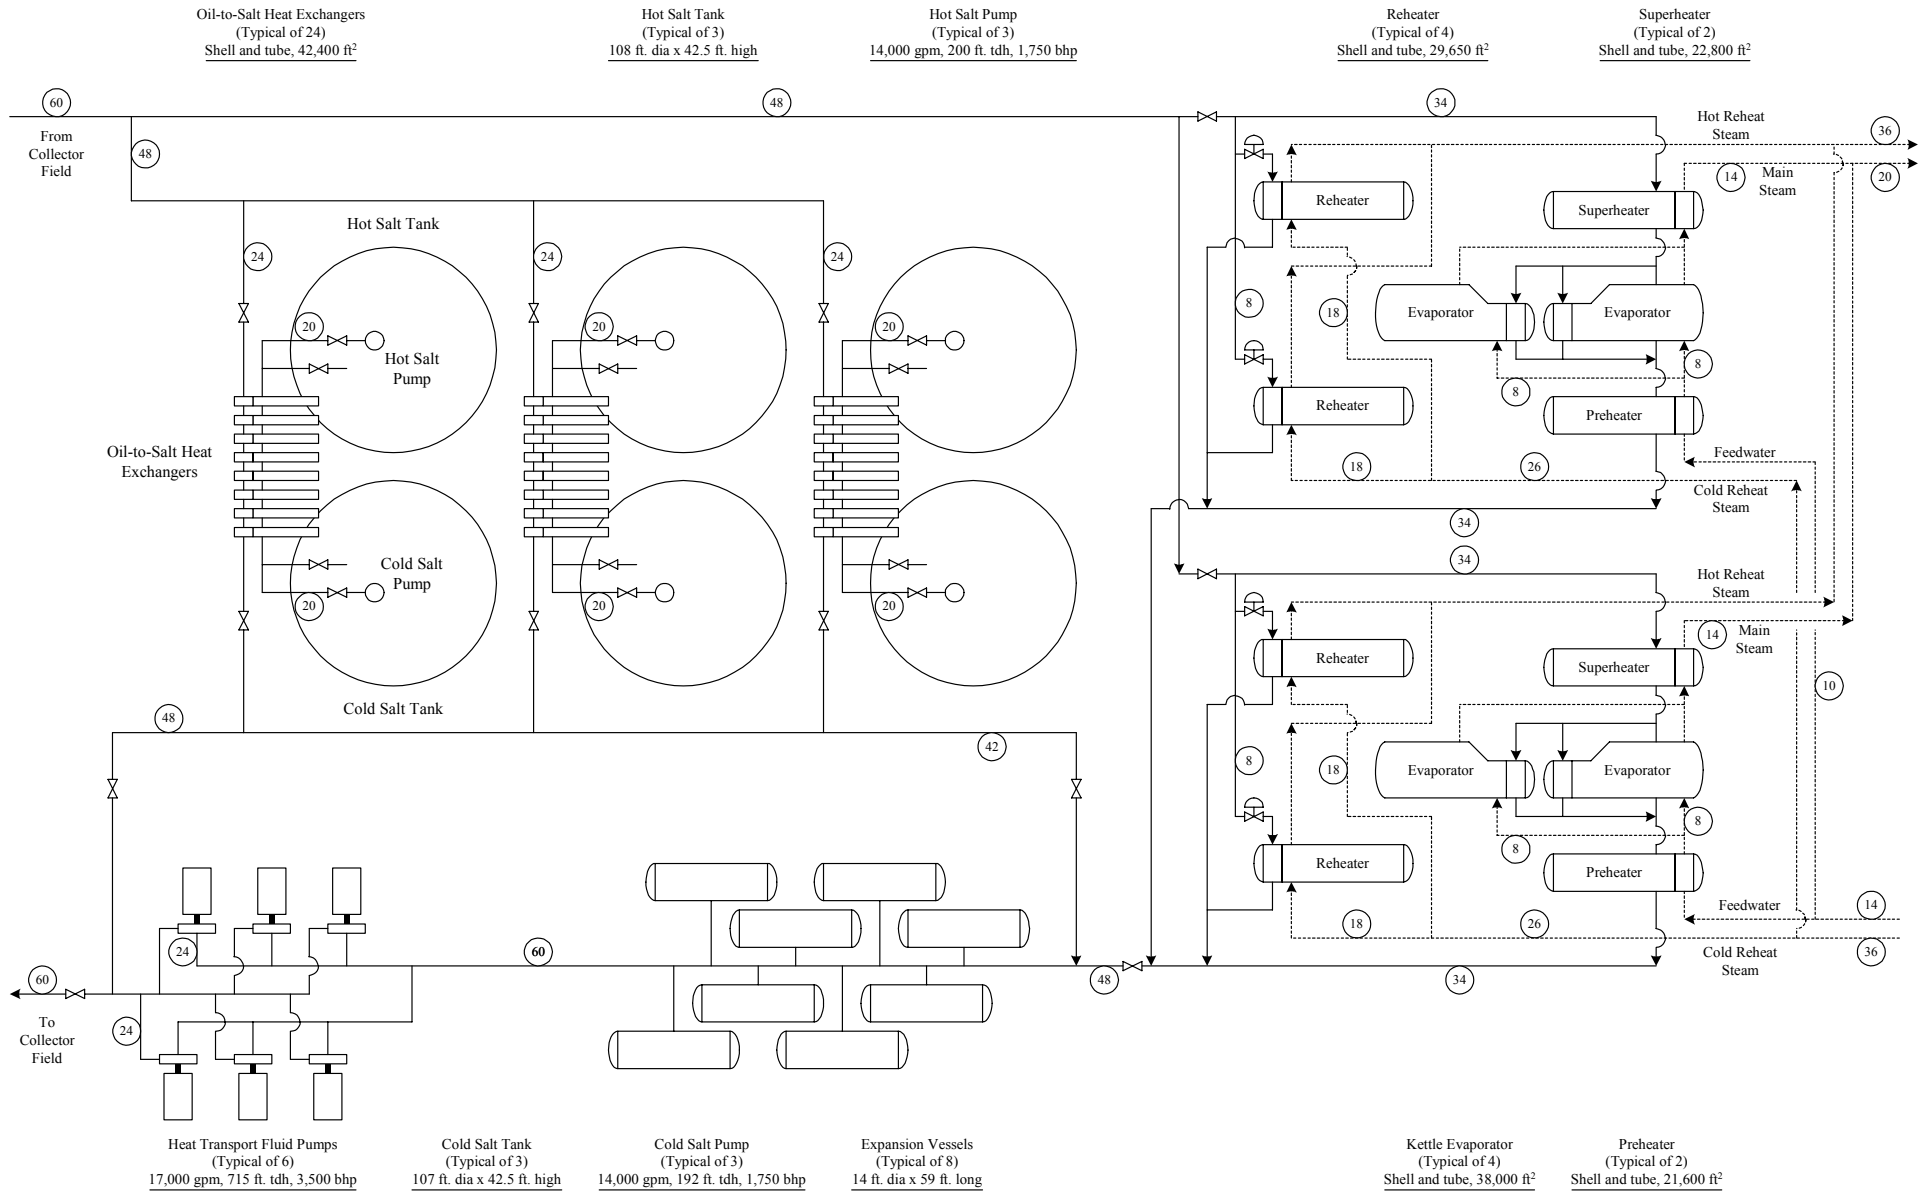 Oil-to-Salt Heat Exchangers
(Typical of 24)
Shell and tube, 42,400 ft²
Hot Salt Tank
(Typical of 3)
108 ft. dia x 42.5 ft. high
Hot Salt Pump
(Typical of 3)
14,000 gpm, 200 ft. tdh, 1,750 bhp
Reheater
(Typical of 4)
Shell and tube, 29,650 ft²
Superheater
(Typical of 2)
Shell and tube, 22,800 ft²
60
48
34
From
Collector
Field
48
Hot Reheat
Steam
36
14
Main
Steam
20
Reheater
Superheater
Hot Salt Tank
24
24
24
8
18
Evaporator
Evaporator
20
20
20
Hot Salt
Pump
8
8
Reheater
Preheater
Oil-to-Salt Heat
Exchangers
Feedwater
18
26
Cold Reheat
Steam
34
34
Cold Salt
Pump
20
20
20
Hot Reheat
Steam
14
Main
Steam
Reheater
Superheater
10
Cold Salt Tank
48
42
8
18
Evaporator
Evaporator
8
8
Reheater
Preheater
Feedwater
14
18
26
Cold Reheat
Steam
36
24
60
60
48
34
To
Collector
Field
24
Heat Transport Fluid Pumps
(Typical of 6)
17,000 gpm, 715 ft. tdh, 3,500 bhp
Cold Salt Tank
(Typical of 3)
107 ft. dia x 42.5 ft. high
Cold Salt Pump
(Typical of 3)
14,000 gpm, 192 ft. tdh, 1,750 bhp
Expansion Vessels
(Typical of 8)
14 ft. dia x 59 ft. long
Kettle Evaporator
(Typical of 4)
Shell and tube, 38,000 ft²
Preheater
(Typical of 2)
Shell and tube, 21,600 ft²